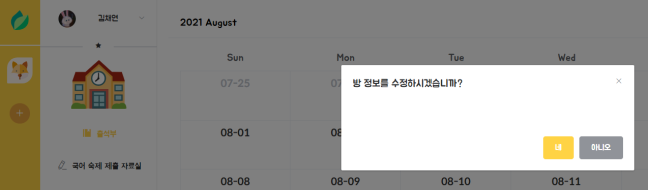 김채연
2021 August
Sun Mon Tue Wed
07-25
방 정보를 수정하시겠습니까?
네 아니오
출석부
08-01
국어 숙제 제출 자료실
08-08 08-09 08-10 08-11